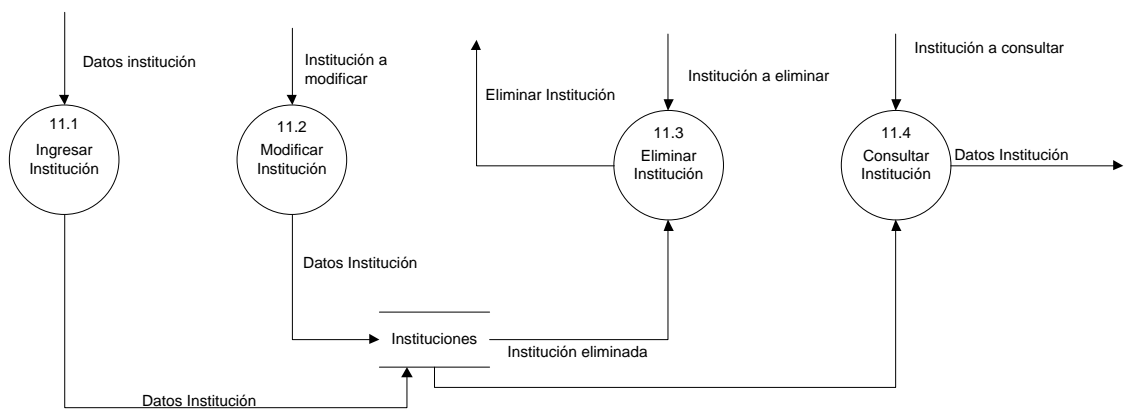 Datos institución
Institución a
modificar
Eliminar Institución
Institución a eliminar
Institución a consultar
11.1
Ingresar
Institución
11.2
Modificar
Institución
11.3
Eliminar
Institución
11.4
Consultar
Institución
Datos Institución
Datos Institución
Instituciones
Institución eliminada
Datos Institución